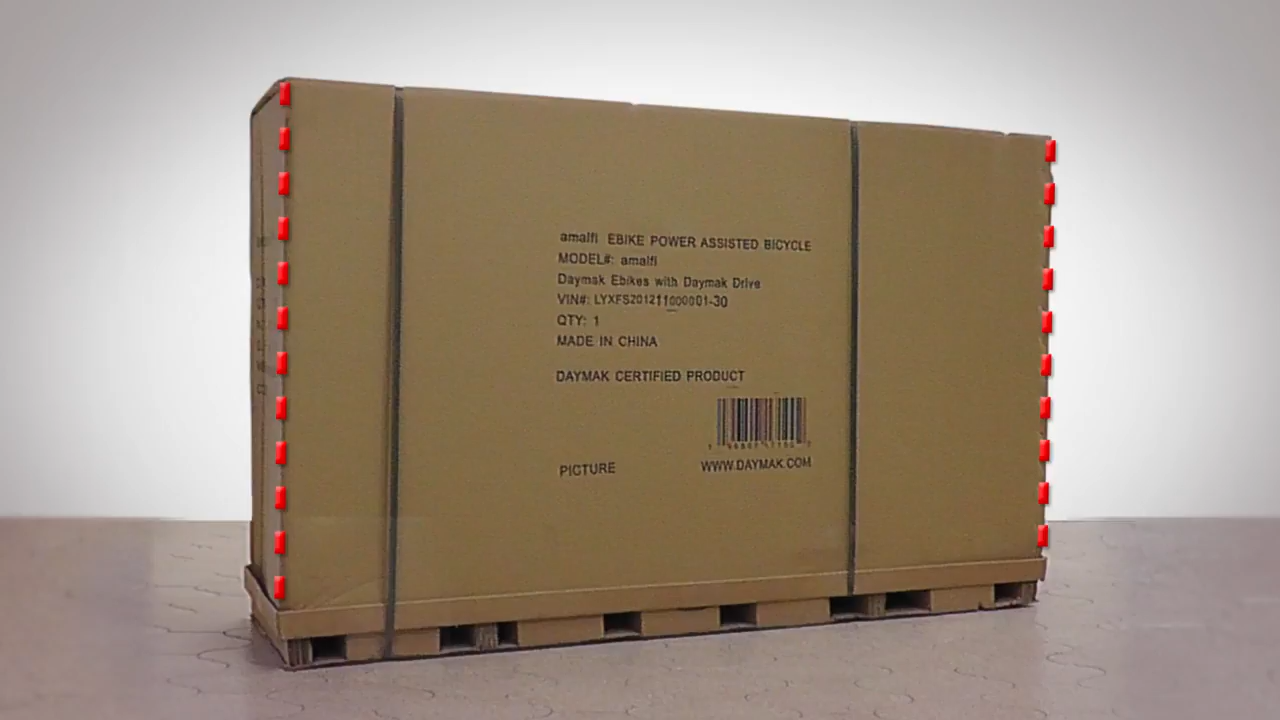 amalfi EBIKE POWER ASSISTED BICYCLE
MODEL#: amalfi
Daymak Ebikes with Daymak Drive
VIN#: LYXFS201211000001-30
QTY: 1
MADE IN CHINA
DAYMAK CERTIFIED PRODUCT
PICTURE
WWW.DAYMAK.COM